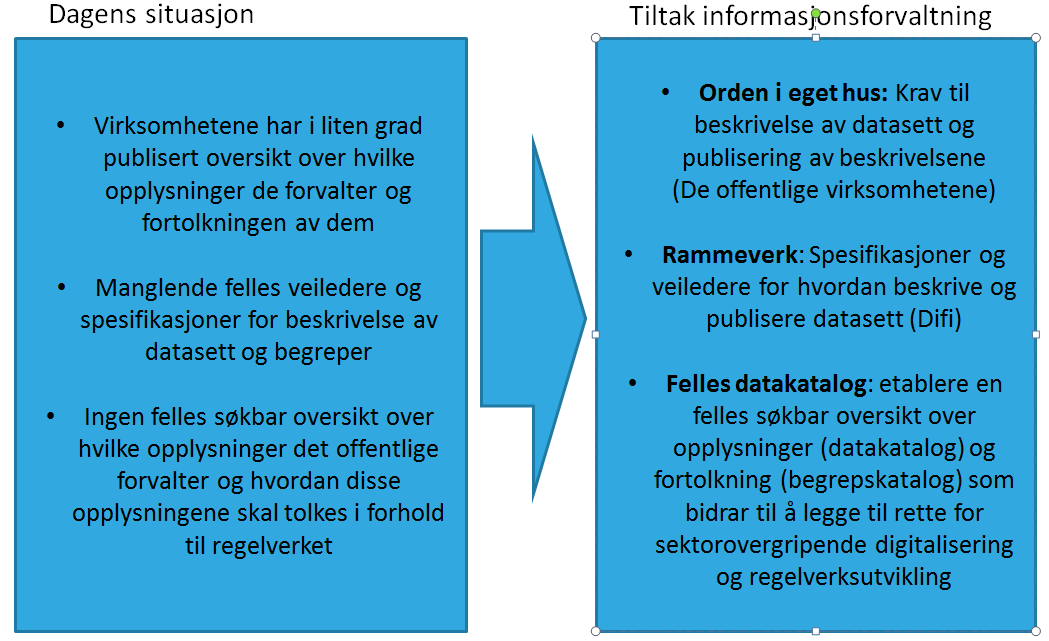 Dagens situasjon
• Virksomhetene har i liten grad
publisert oversikt over hvilke
opplysninger de forvalter og
fortolkningen av dem
• Manglende felles veiledere og
spesifikasjoner for beskrivelse av
datasett og begreper
• Ingen felles søkbar oversikt over
hvilke opplysninger det offentlige
forvalter og hvordan disse
opplysningene skal tolkes i forhold
til regelverket
Tiltak informasjonsforvaltning
• Orden i eget hus: Krav til
beskrivelse av datasett og
publisering av beskrivelsene
(De offentlige virksomhetene)
• Rammeverk: Spesifikasjoner og
veiledere for hvordan beskrive og
publisere datasett (Difi)
• Felles datakatalog: etablere en
felles søkbar oversikt over
opplysninger (datakatalog) og
fortolkning (begrepskatalog) som
bidrar til å legge til rette for
sektorovergripende digitalisering
og regelverksutvikling